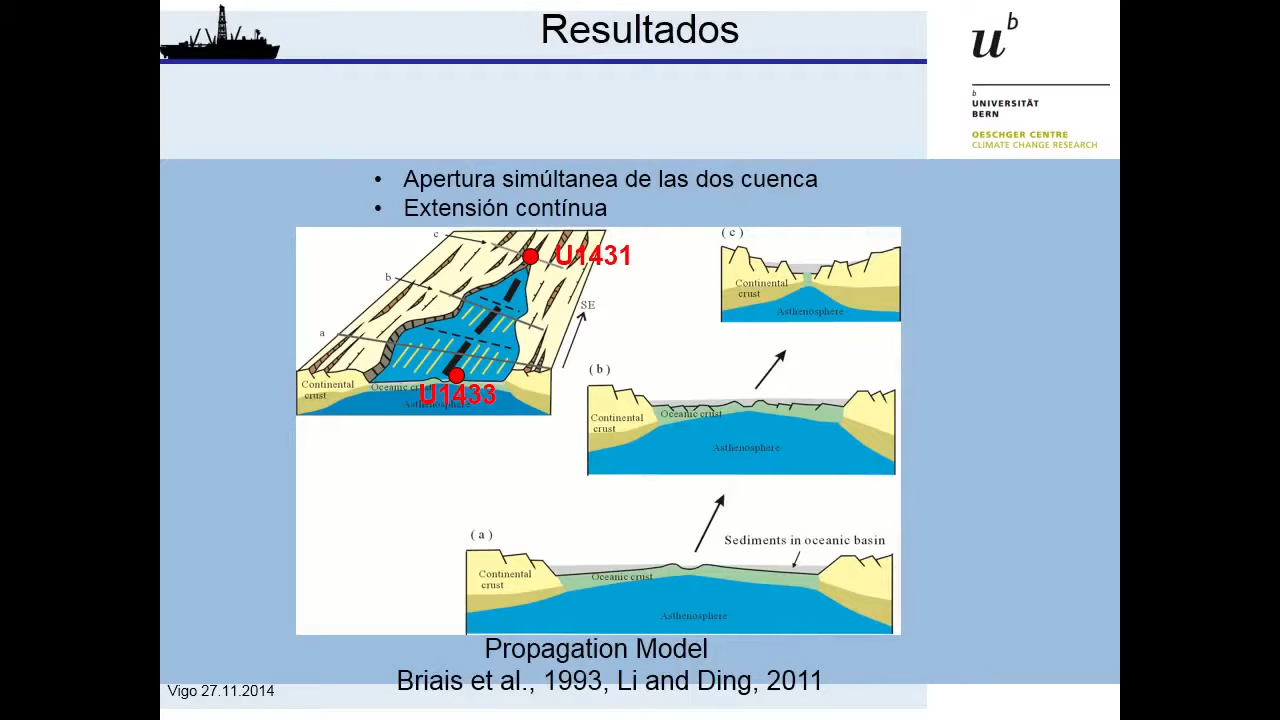 Resultados
u b
b
UNIVERSITÄT
BERN
OESCHGER CENTRE
CLIMATE CHANGE RESEARCH
• Apertura simúltanea de las dos cuenca
• Extensión contínua
c
U1431
b
SE
a
Continental
crust
Oceanic crust
U1433
Asthenosphere
( c )
Continental
crust
Asthenosphere
( b )
Continental
crust
Oceanic crust
Asthenosphere
( a )
Sediments in oceanic basin
Continental
crust
Oceanic crust
Asthenosphere
Propagation Model
Briais et al., 1993, Li and Ding, 2011
Vigo 27.11.2014